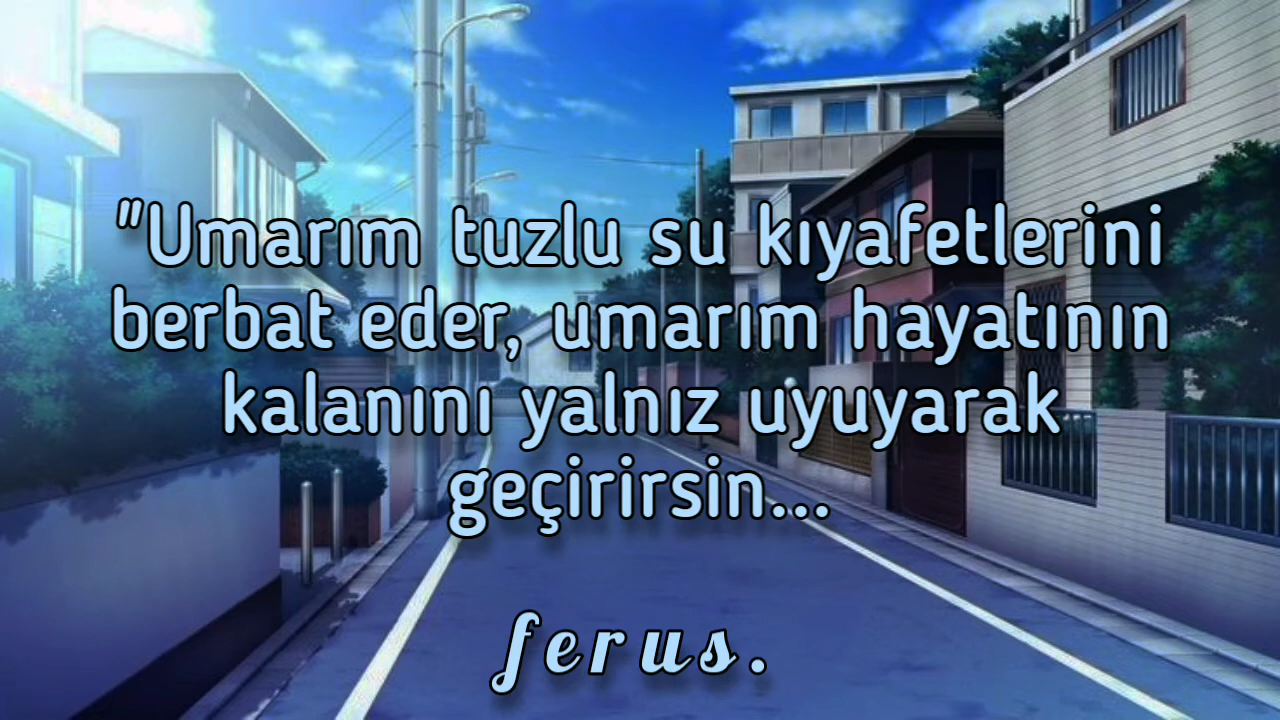 "Umarım tuzlu su kıyafetlerini
berbat eder, umarım hayatının
kalanını yalnız uyuyarak
geçirirsin...
ferus.